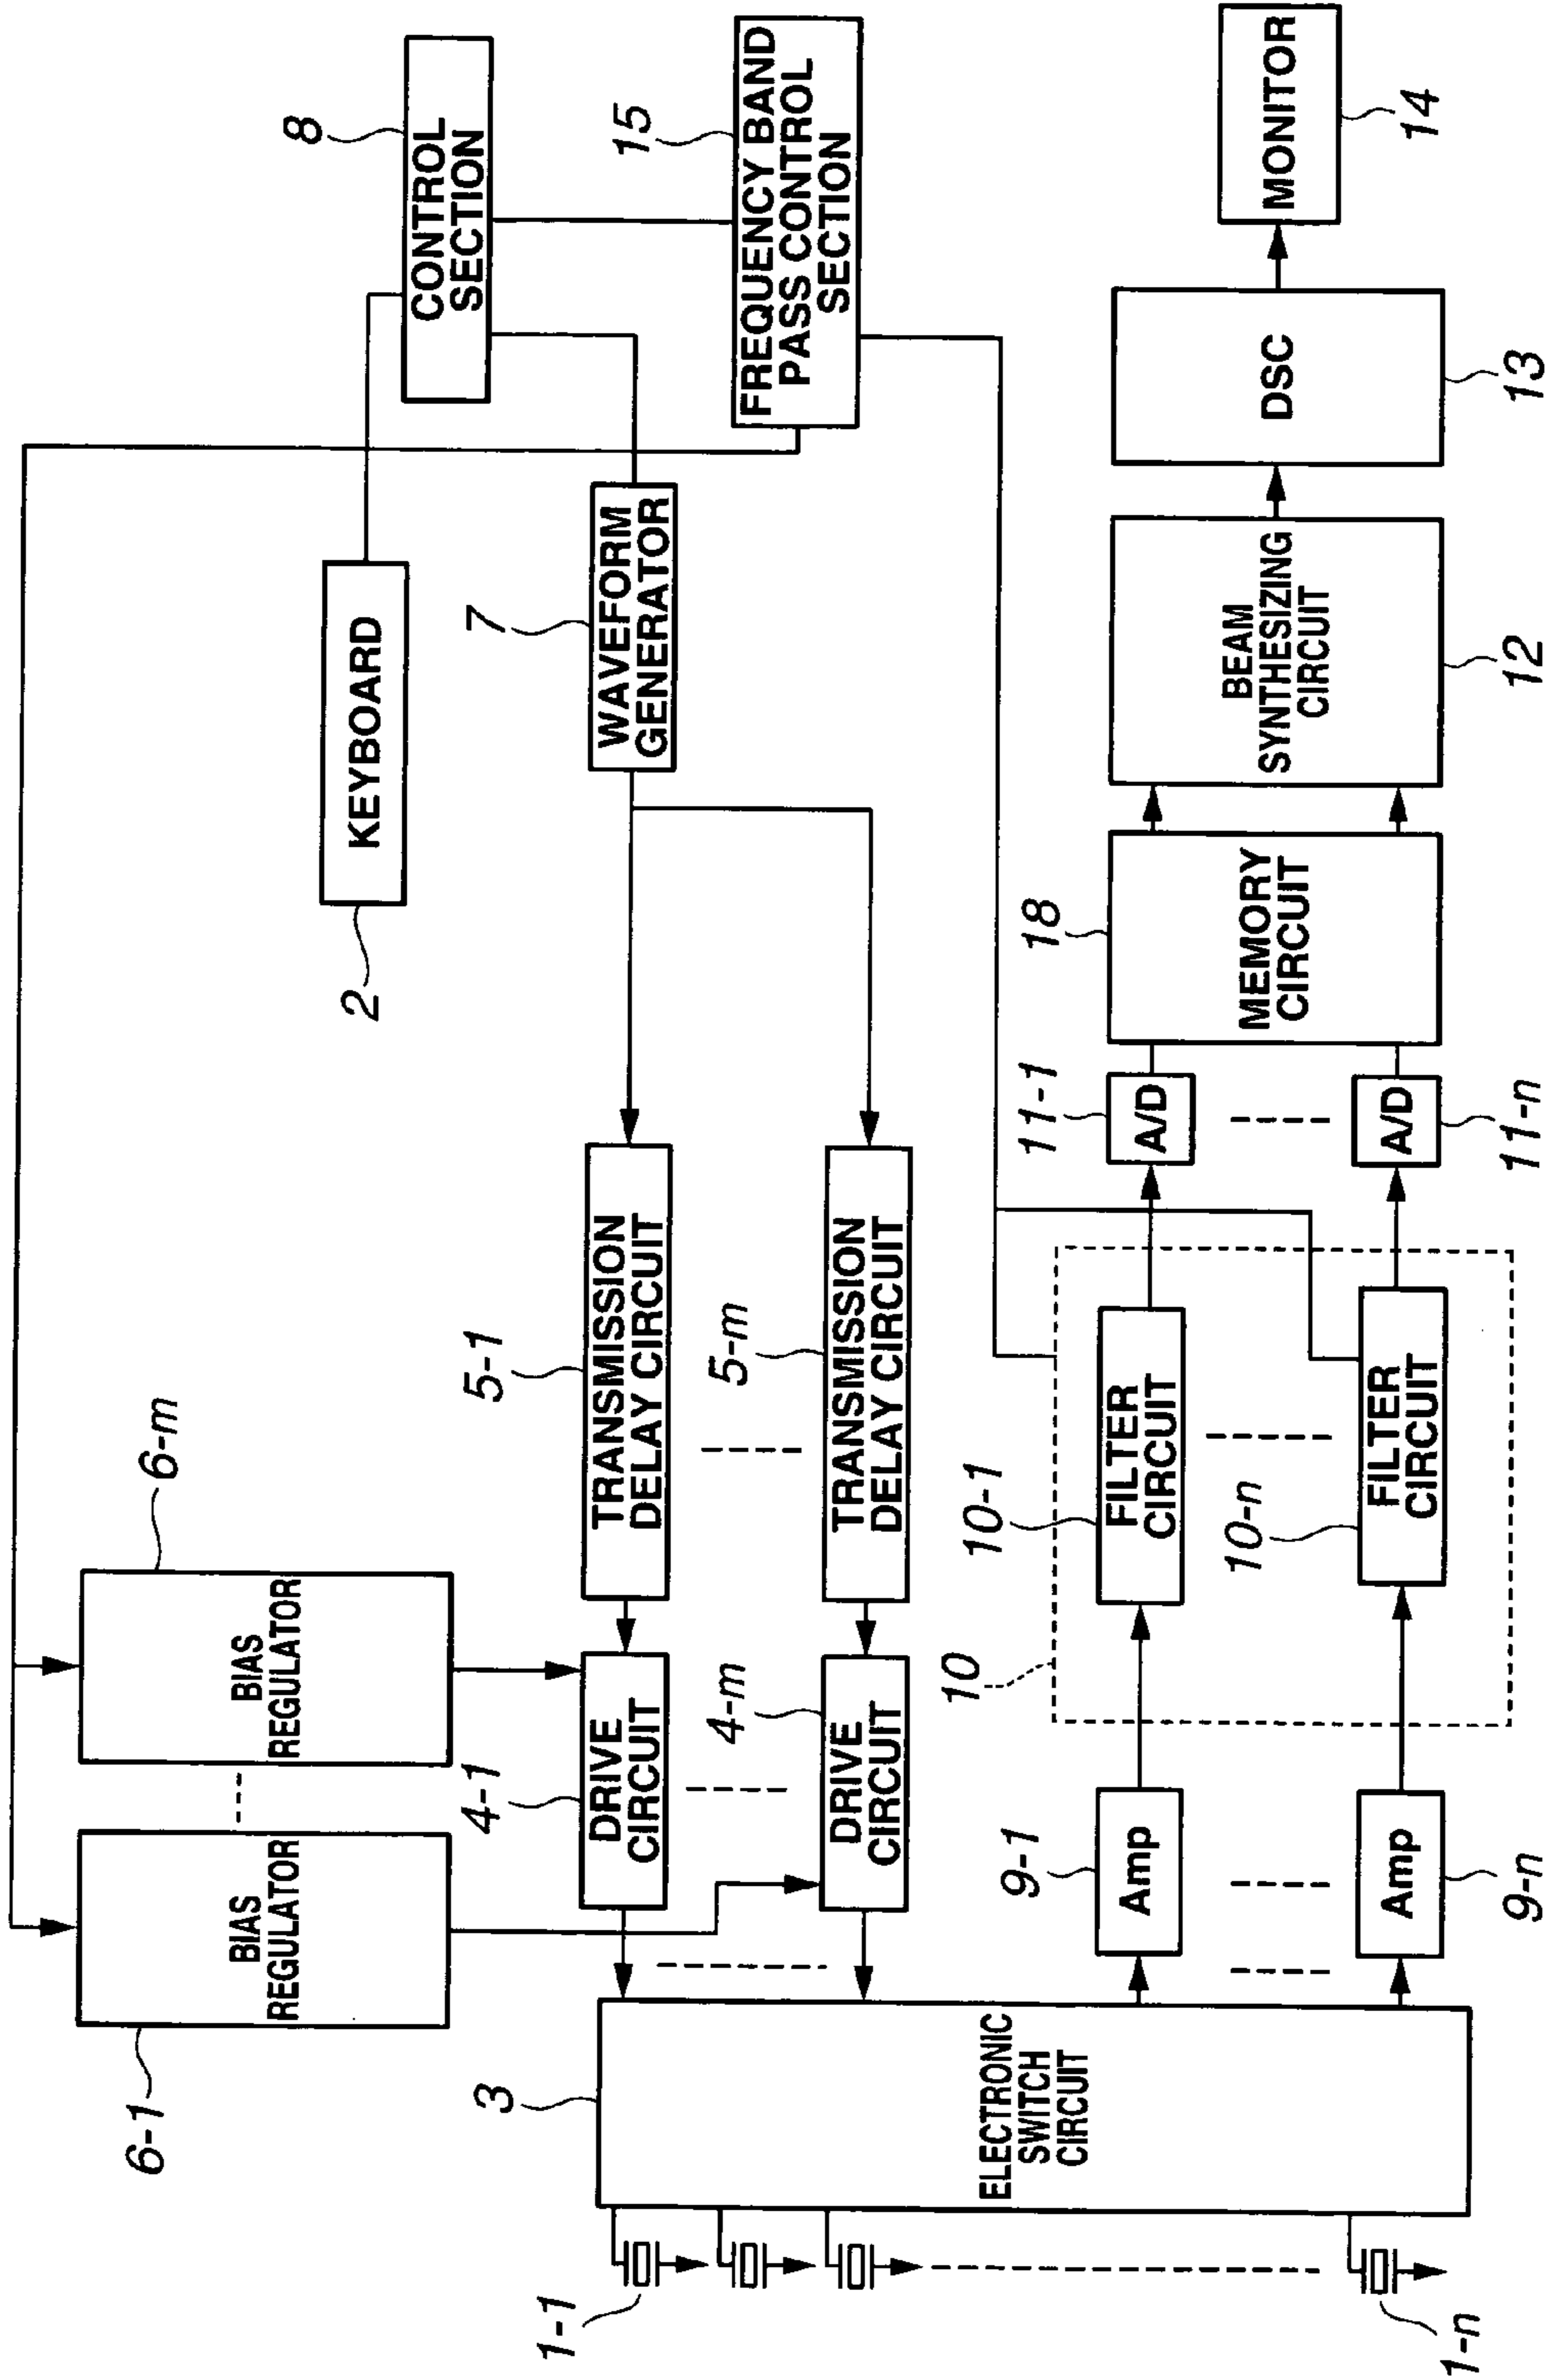 6-1
BIAS
REGULATOR
6-m
BIAS
REGULATOR
2
KEYBOARD
8
CONTROL
SECTION
7
WAVEFORM
GENERATOR
15
FREQUENCY BAND
PASS CONTROL
SECTION
4-1
DRIVE
CIRCUIT
5-1
TRANSMISSION
DELAY CIRCUIT
4-m
DRIVE
CIRCUIT
5-m
TRANSMISSION
DELAY CIRCUIT
3
ELECTRONIC
SWITCH
CIRCUIT
1-1
1-n
9-1
Amp
9-n
Amp
10
10-1
FILTER
CIRCUIT
10-n
FILTER
CIRCUIT
11-1
A/D
11-n
A/D
18
MEMORY
CIRCUIT
BEAM
SYNTHESIZING
CIRCUIT
12
DSC
13
MONITOR
14